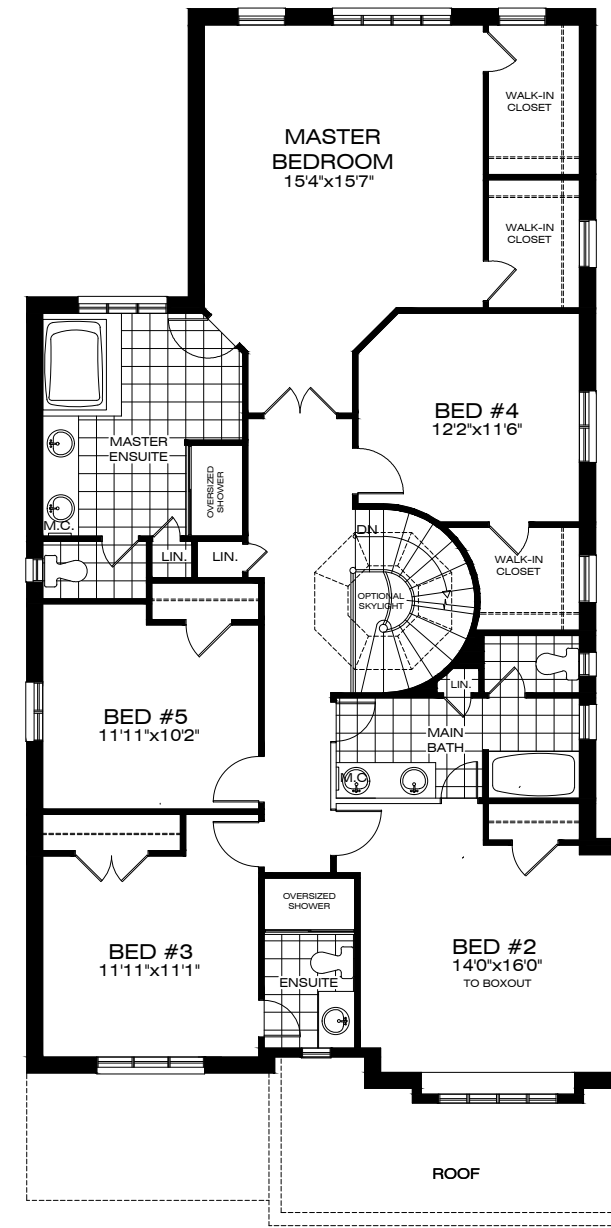 WALK-IN
CLOSET
MASTER
BEDROOM
15'4"x15'7"
WALK-IN
CLOSET
BED #4
12'2"x11'6"
MASTER
ENSUITE
OVERSIZED
SHOWER
M.C.
DN
LIN.
LIN.
WALK-IN
CLOSET
OPTIONAL
SKYLIGHT
LIN.
BED #5
11'11"x10'2"
MAIN
BATH
M.C.
OVERSIZED
SHOWER
BED #3
11'11"x11'1"
BED #2
14'0"x16'0"
TO BOXOUT
ENSUITE
ROOF